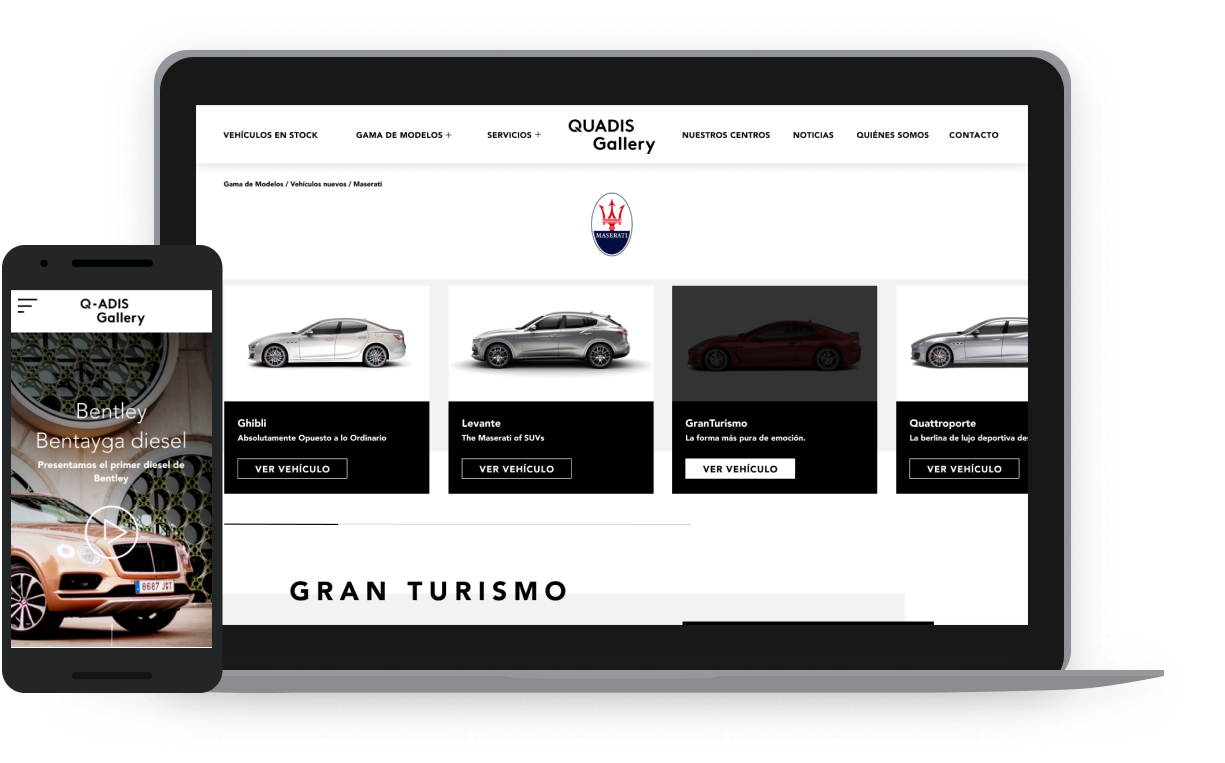 VEHÍCULOS EN STOCK
GAMA DE MODELOS +
SERVICIOS +
QUADIS
Gallery
NUESTROS CENTROS
NOTICIAS
QUIÉNES SOMOS
CONTACTO
Gama de Modelos / Vehículos nuevos / Maserati
MASERATI
Ghibli
Absolutamente Opuesto a lo Ordinario
VER VEHÍCULO
Levante
The Maserati of SUVs
VER VEHÍCULO
GranTurismo
La forma más pura de emoción.
VER VEHÍCULO
Quattroporte
La berlina de lujo deportiva de
VER VEHÍCULO
GRAN TURISMO
Q-ADIS
Gallery
Bentley
Bentayga diesel
Presentamos el primer diesel de
Bentley
8687 JCT